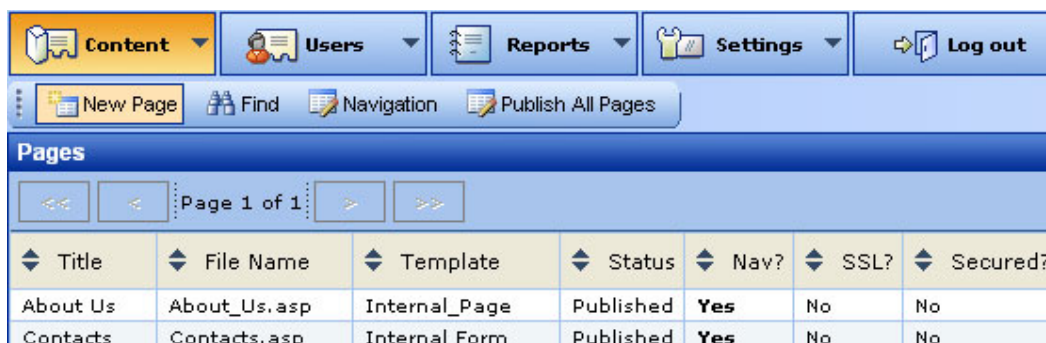 Content Users Reports Settings Log out
New Page Find Navigation Publish All Pages
Pages
<< < Page 1 of 1 > >>
Title File Name Template Status Nav? SSL? Secured?
About Us About_Us.asp Internal_Page Published Yes No No
Contacts Contacts.asp Internal Form Published Yes No No